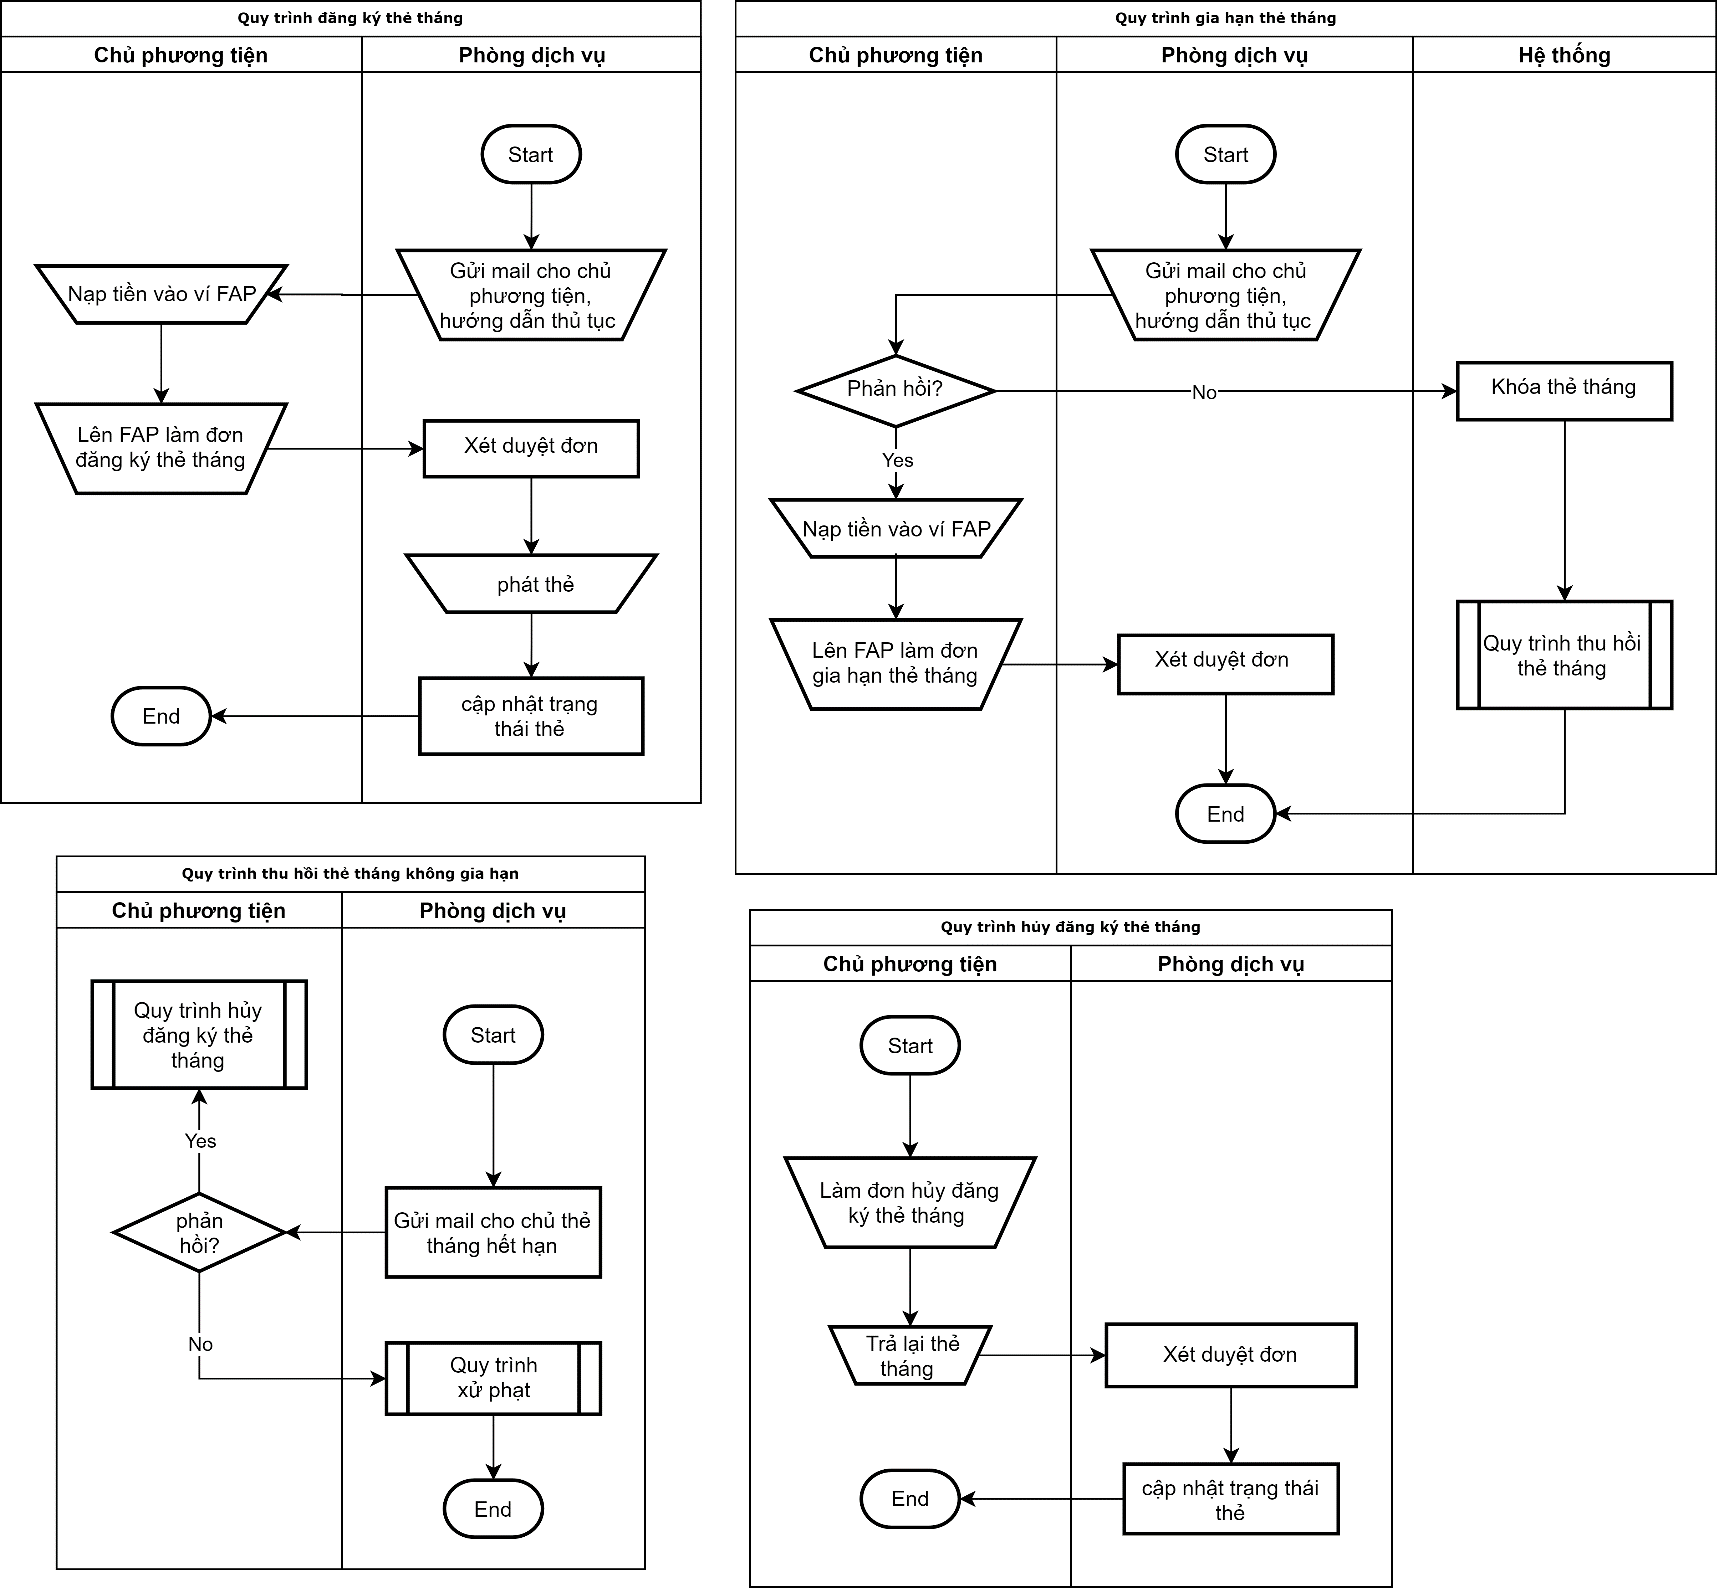 Quy trình đăng ký thẻ tháng
Chủ phương tiện
Phòng dịch vụ
Start
Gửi mail cho chủ
phương tiện,
hướng dẫn thủ tục
Nạp tiền vào ví FAP
Lên FAP làm đơn
đăng ký thẻ tháng
Xét duyệt đơn
phát thẻ
cập nhật trạng
thái thẻ
End
Quy trình gia hạn thẻ tháng
Chủ phương tiện
Phòng dịch vụ
Hệ thống
Start
Gửi mail cho chủ
phương tiện,
hướng dẫn thủ tục
Phản hồi?
No
Khóa thẻ tháng
Yes
Nạp tiền vào ví FAP
Lên FAP làm đơn
gia hạn thẻ tháng
Xét duyệt đơn
Quy trình thu hồi
thẻ tháng
End
Quy trình thu hồi thẻ tháng không gia hạn
Chủ phương tiện
Phòng dịch vụ
Quy trình hủy
đăng ký thẻ
tháng
Start
Yes
phản
hồi?
Gửi mail cho chủ thẻ
tháng hết hạn
No
Quy trình
xử phạt
End
Quy trình hủy đăng ký thẻ tháng
Chủ phương tiện
Phòng dịch vụ
Start
Làm đơn hủy đăng
ký thẻ tháng
Trả lại thẻ
tháng
Xét duyệt đơn
cập nhật trạng thái
thẻ
End